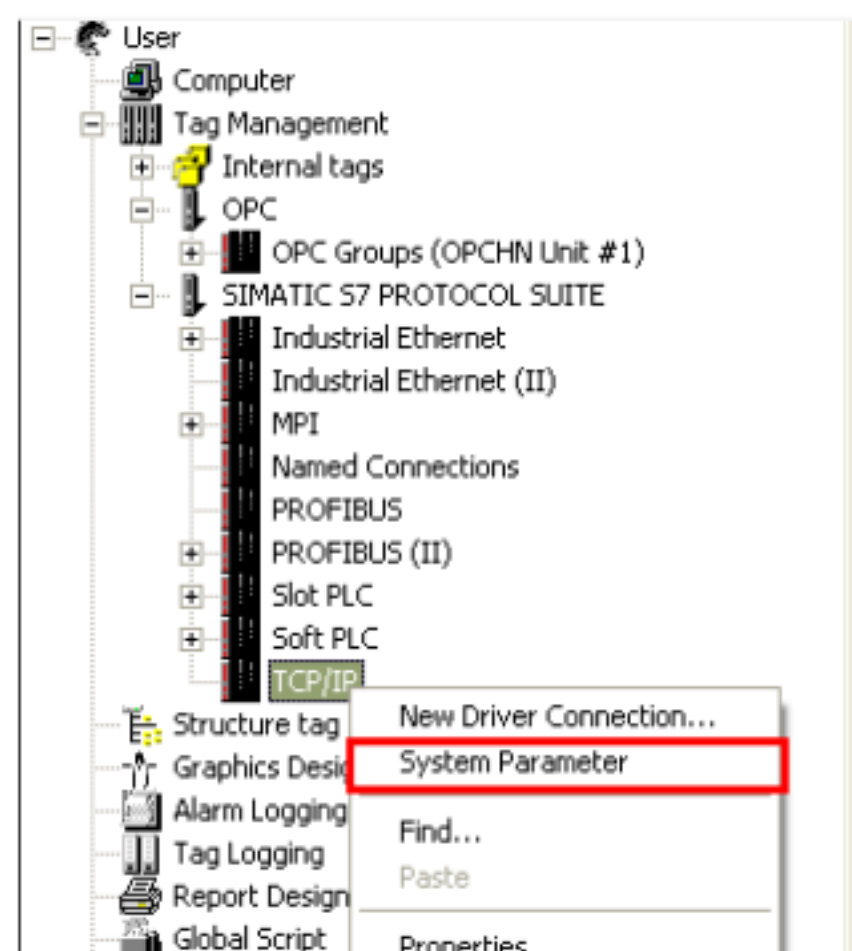 User
Computer
Tag Management
Internal tags
OPC
OPC Groups (OPCHN Unit #1)
SIMATIC S7 PROTOCOL SUITE
Industrial Ethernet
Industrial Ethernet (II)
MPI
Named Connections
PROFIBUS
PROFIBUS (II)
Slot PLC
Soft PLC
TCP/IP
Structure tag
Graphics Desig
Alarm Logging
Tag Logging
Report Design
Global Script
New Driver Connection...
System Parameter
Find...
Paste
Properties